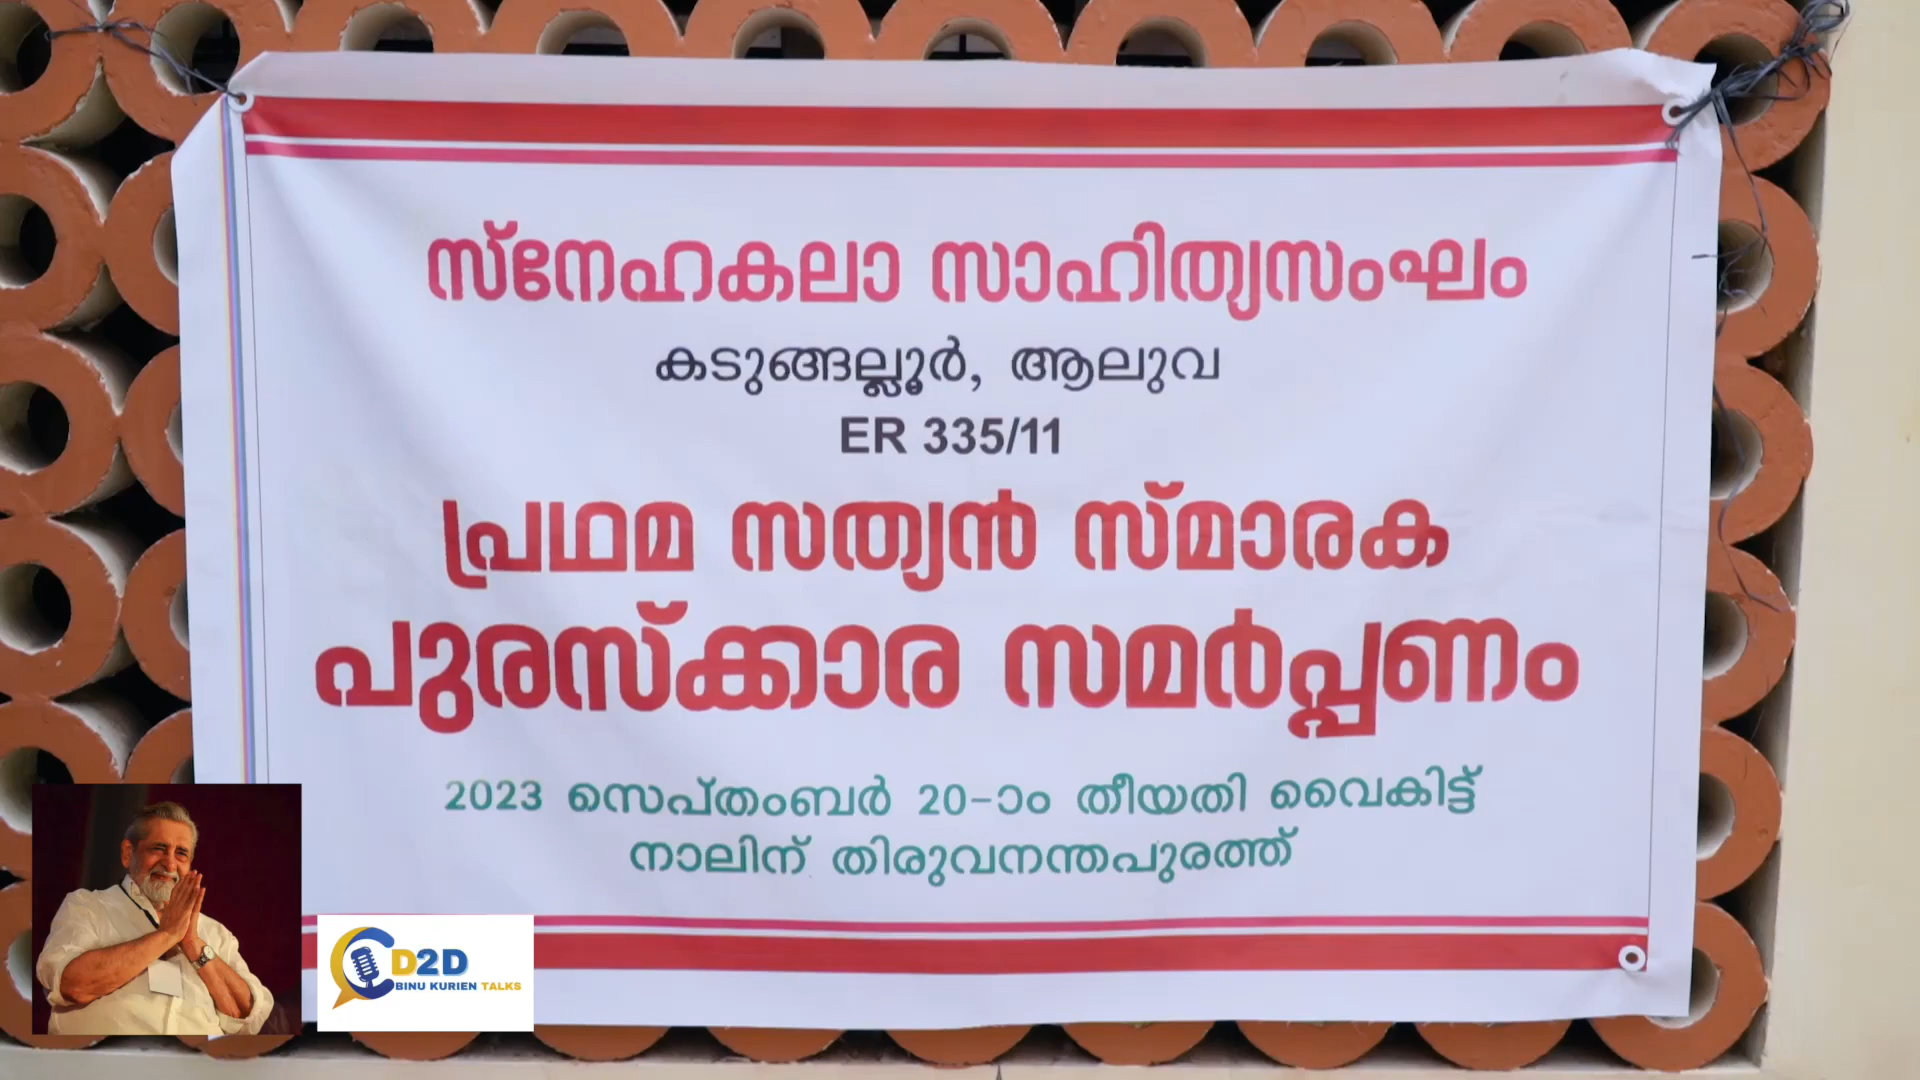 സ്നേഹകലാ സാഹിത്യസംഘം
കടുങ്ങല്ലൂർ, ആലുവ
ER 335/11
പ്രഥമ സത്യൻ സ്മാരക
പുരസ്ക്കാര സമർപ്പണം
2023 സെപ്തംബർ 20-ാം തീയതി വൈകിട്ട്
നാലിന് തിരുവനന്തപുരത്ത്
D2D
BINU KURIEN TALKS